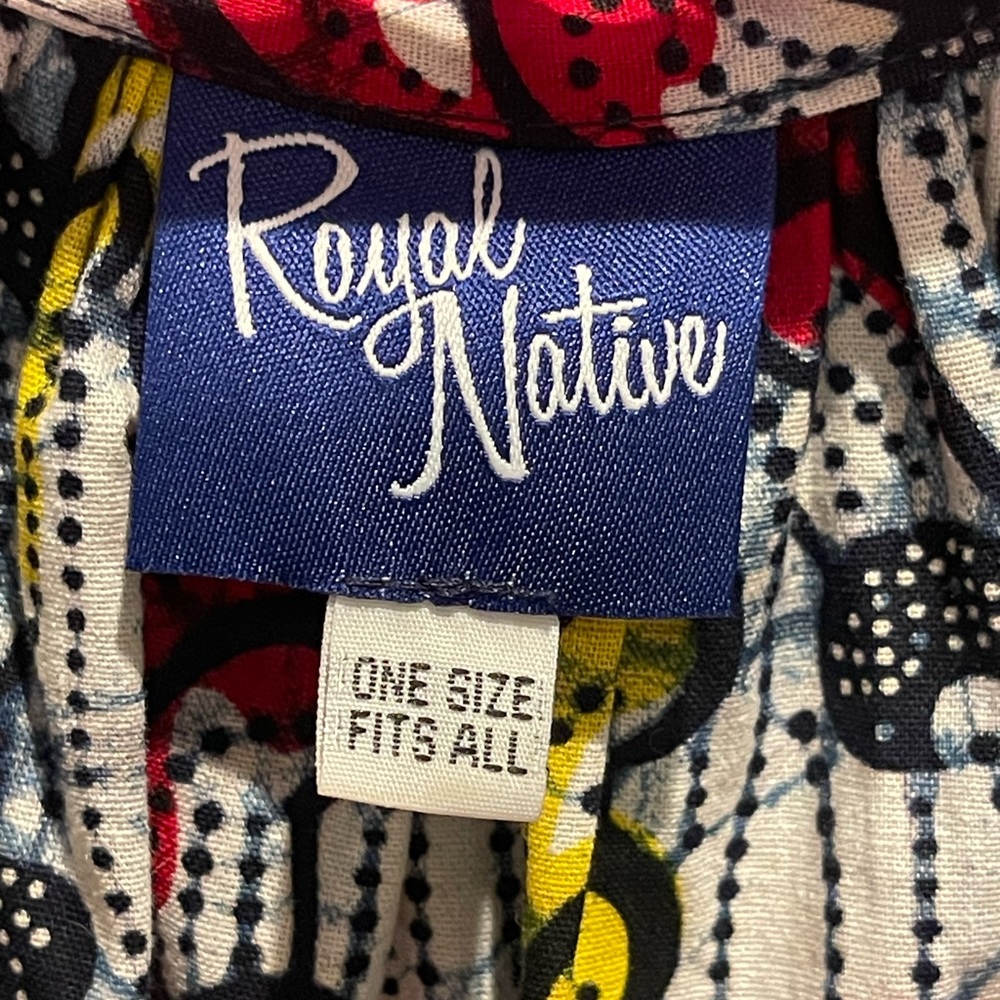 Royal
Native
ONE SIZE
FITS ALL